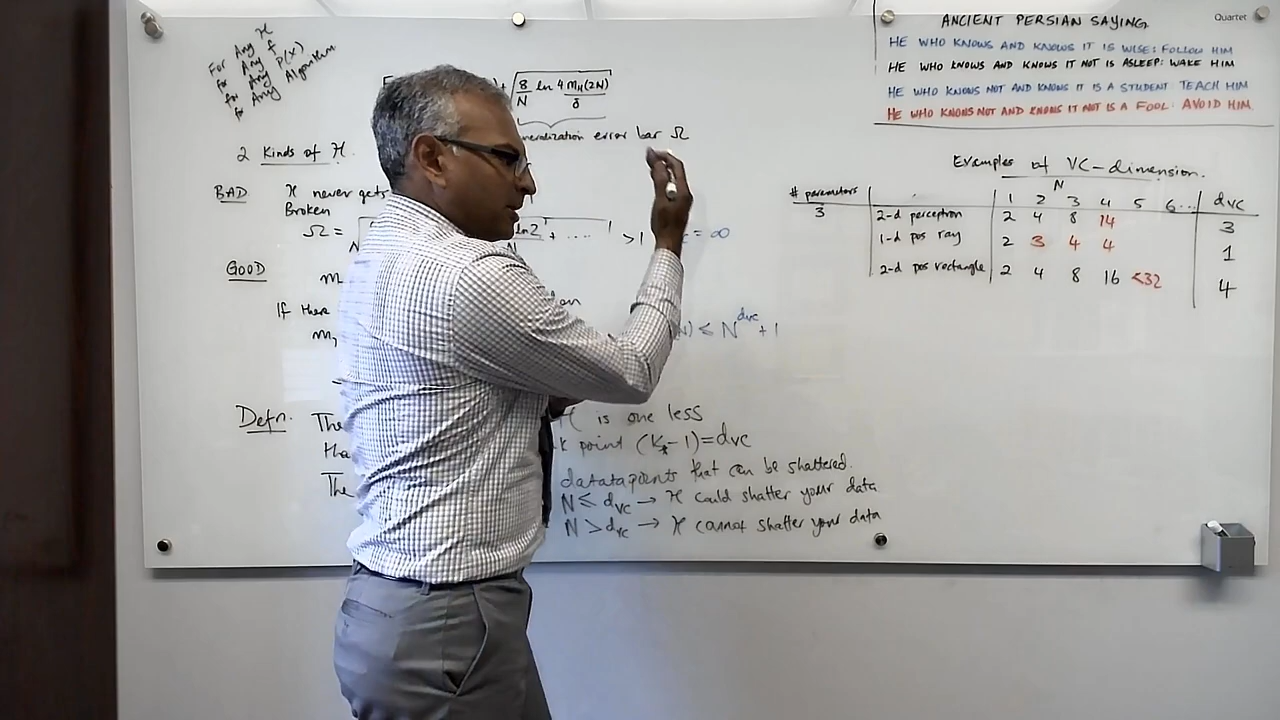 For Any H
for Any f
for Any P(X)
for Any Algorithm
√(8/N ln 4 m_H(2N)/δ)
error bar Ω
2 Kinds of H.
BAD H never gets
Broken
Ω =
ln2 + .... > 1 = ∞
GOOD m
If there
m
≤ N^dvc + 1
Defn. The H is one less
tha k point (k* - 1) = dvc
The datatapoints that can be shattered.
N ≤ dvc → H could shatter your data
N > dvc → H cannot shatter your data
Quartet
ANCIENT PERSIAN SAYING
HE WHO KNOWS AND KNOWS IT IS WISE: FOLLOW HIM
HE WHO KNOWS AND KNOWS IT NOT IS ASLEEP: WAKE HIM
HE WHO KNOWS NOT AND KNOWS IT IS A STUDENT: TEACH HIM
HE WHO KNOWS NOT AND KNOWS IT NOT IS A FOOL: AVOID HIM
Examples of VC-dimension.
N
# parameters 1 2 3 4 5 6... dvc
3 2-d perceptron 2 4 8 14 3
1-d pos ray 2 3 4 4 1
2-d pos rectangle 2 4 8 16 <32 4